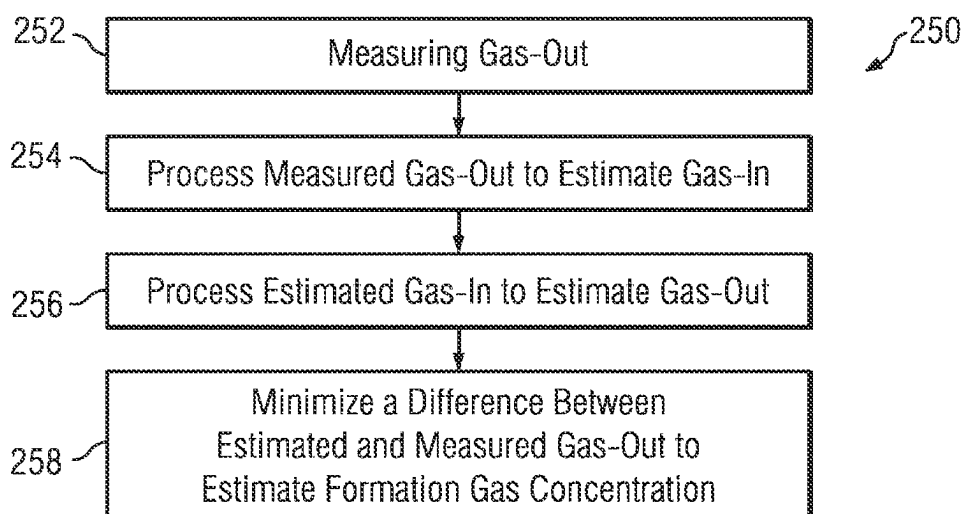 252
Measuring Gas-Out
250
254
Process Measured Gas-Out to Estimate Gas-In
256
Process Estimated Gas-In to Estimate Gas-Out
258
Minimize a Difference Between
Estimated and Measured Gas-Out to
Estimate Formation Gas Concentration